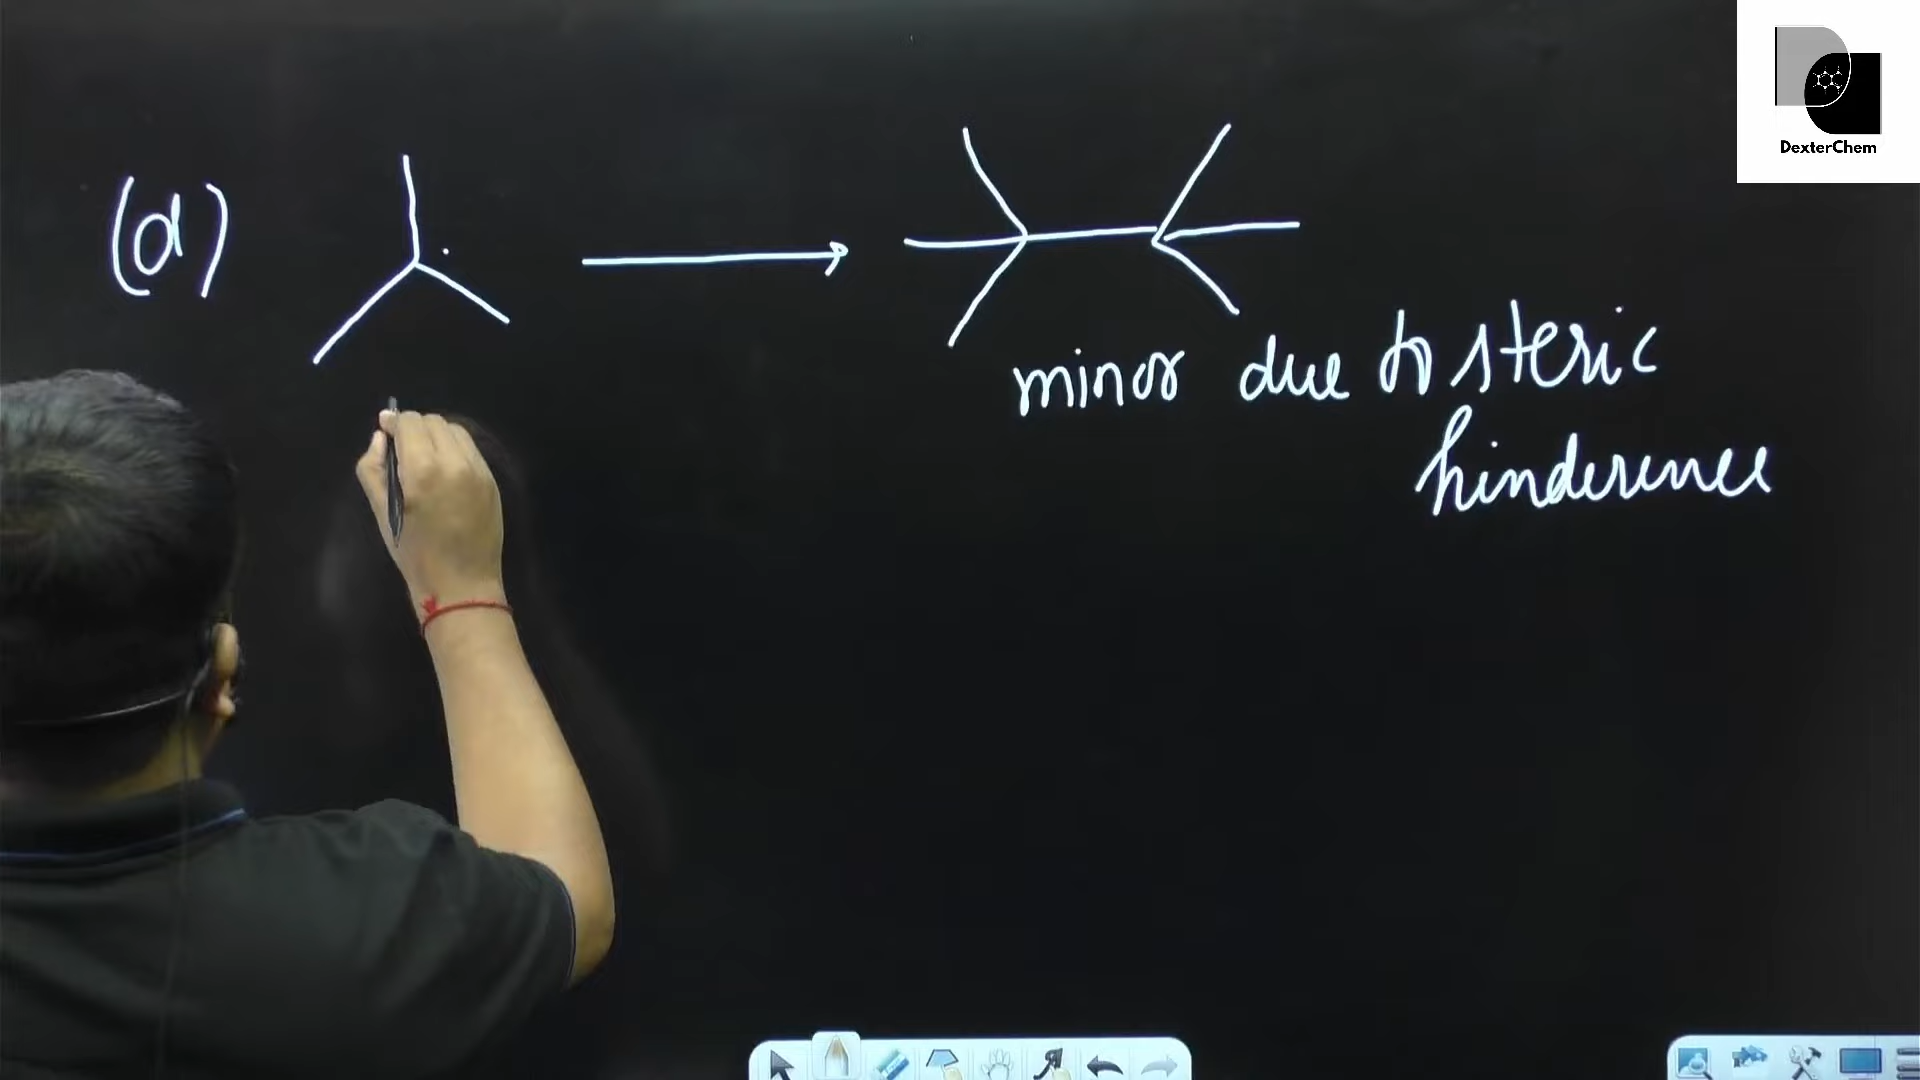 DexterChem
(d)
minor due to steric
hinderence